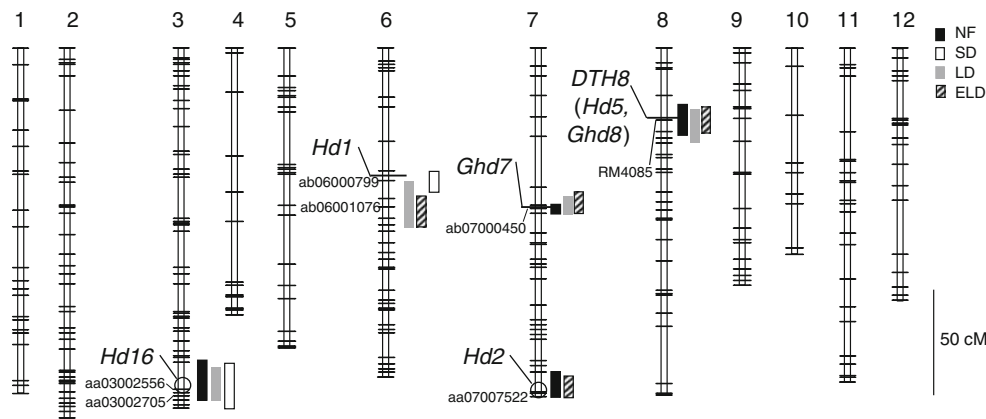 1 2 3 4 5 6 7 8 9 10 11 12
NF
SD
LD
ELD
DTH8
(Hd5,
Ghd8)
RM4085
Hd1
ab06000799
ab06001076
Ghd7
ab07000450
50 cM
Hd16
aa03002556
aa03002705
Hd2
aa07007522